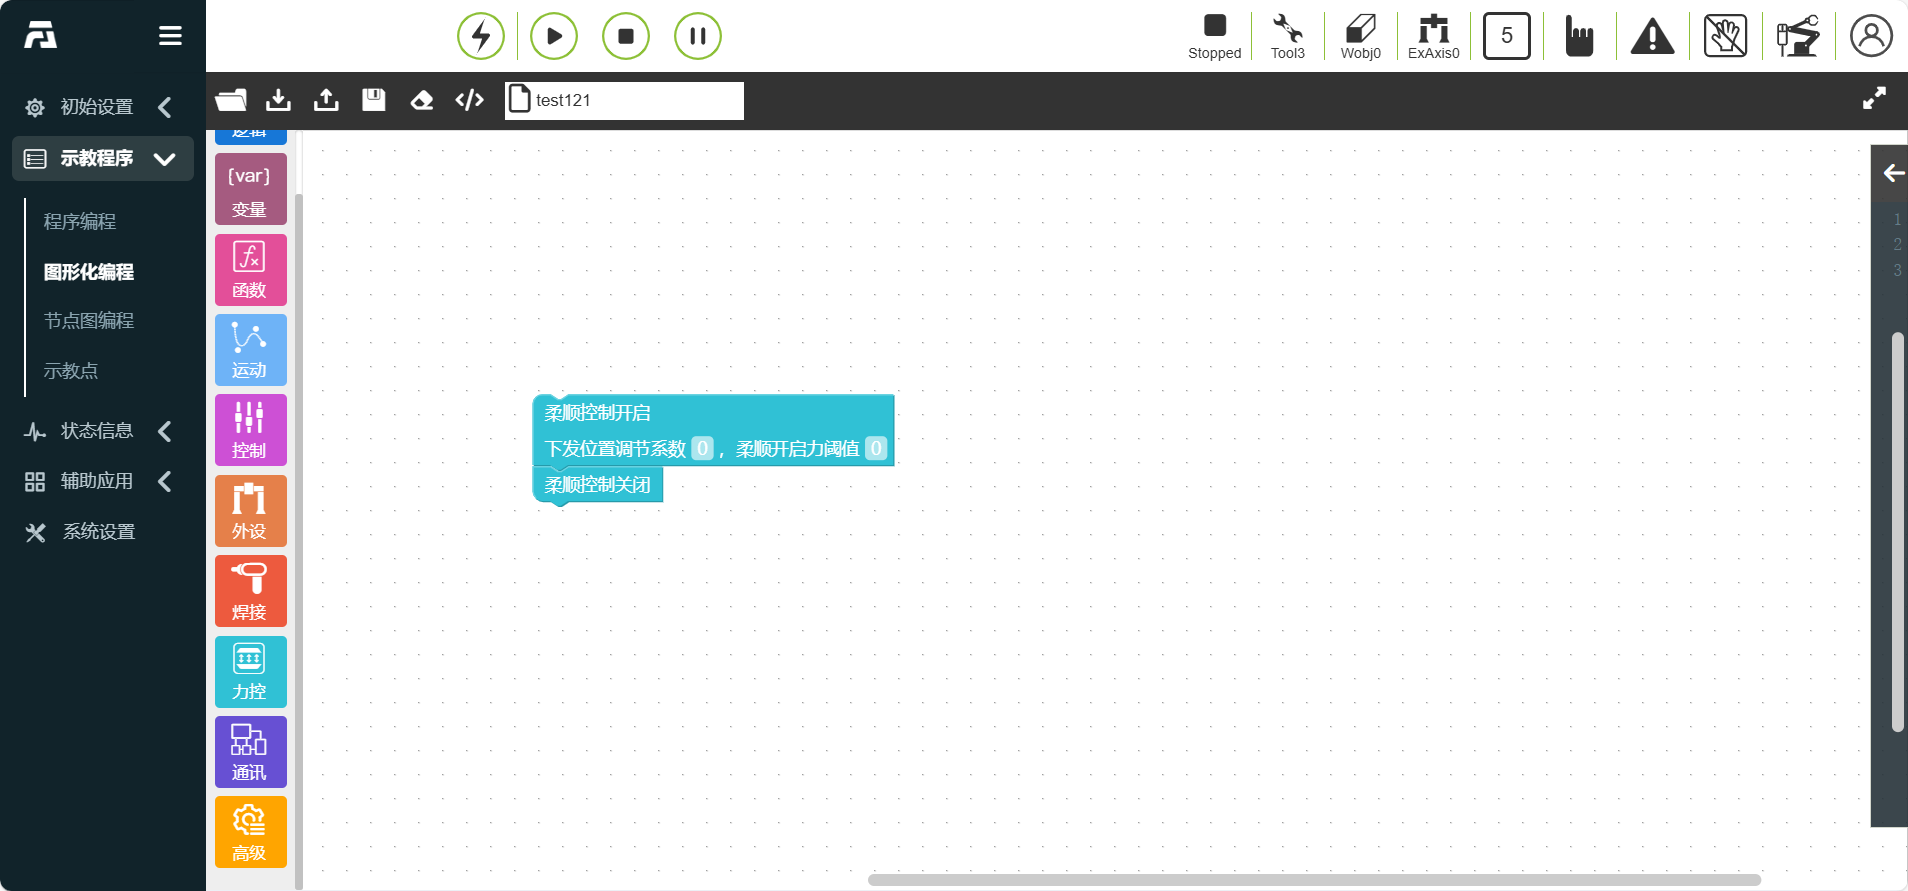 Stopped
Tool3
Wobj0
ExAxis0
5
初始设置
示教程序
程序编程
图形化编程
节点图编程
示教点
状态信息
辅助应用
系统设置
test121
逻辑
{var}
变量
fx
函数
运动
控制
外设
焊接
力控
通讯
高级
柔顺控制开启
下发位置调节系数 0 ，柔顺开启力阈值 0
柔顺控制关闭
1
2
3